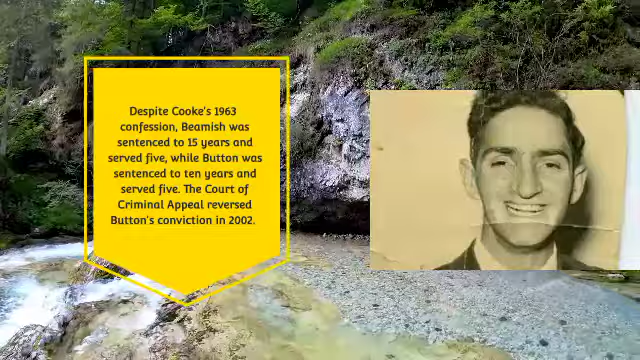 Despite Cooke's 1963
confession, Beamish was
sentenced to 15 years and
served five, while Button was
sentenced to ten years and
served five. The Court of
Criminal Appeal reversed
Button's conviction in 2002.